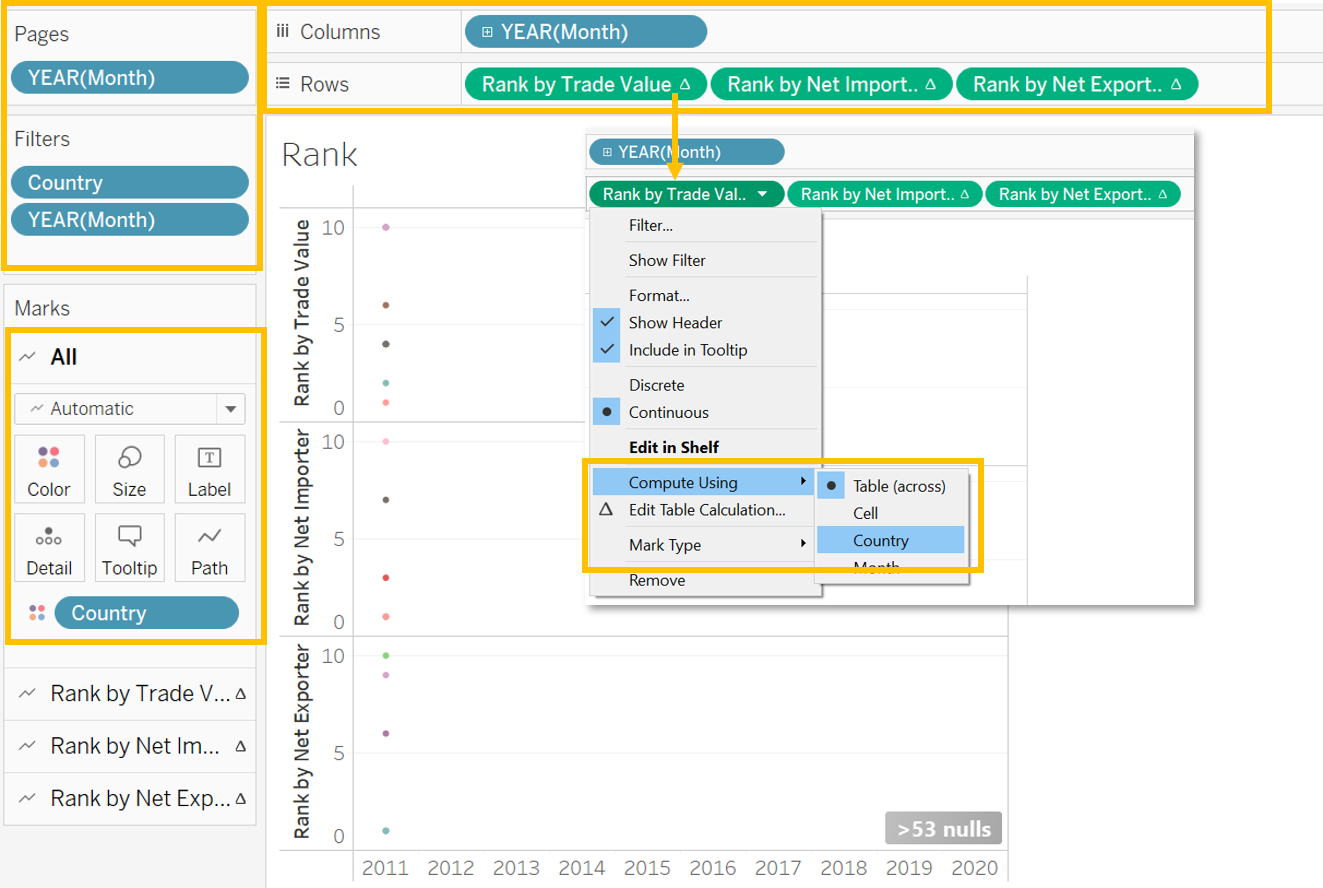 Pages
YEAR(Month)
Filters
Country
YEAR(Month)
Marks
All
Automatic
Color
Size
Label
Detail
Tooltip
Path
Country
Rank by Trade V...
Rank by Net Im...
Rank by Net Exp...
Columns
YEAR(Month)
Rows
Rank by Trade Value
Rank by Net Import..
Rank by Net Export..
Rank
Rank by Trade Value
10
5
0
Rank by Net Importer
10
5
0
Rank by Net Exporter
10
5
0
>53 nulls
2011
2012
2013
2014
2015
2016
2017
2018
2019
2020
YEAR(Month)
Rank by Trade Val..
Rank by Net Import..
Rank by Net Export..
Filter...
Show Filter
Format...
Show Header
Include in Tooltip
Discrete
Continuous
Edit in Shelf
Compute Using
Edit Table Calculation...
Mark Type
Remove
Table (across)
Cell
Country
Month